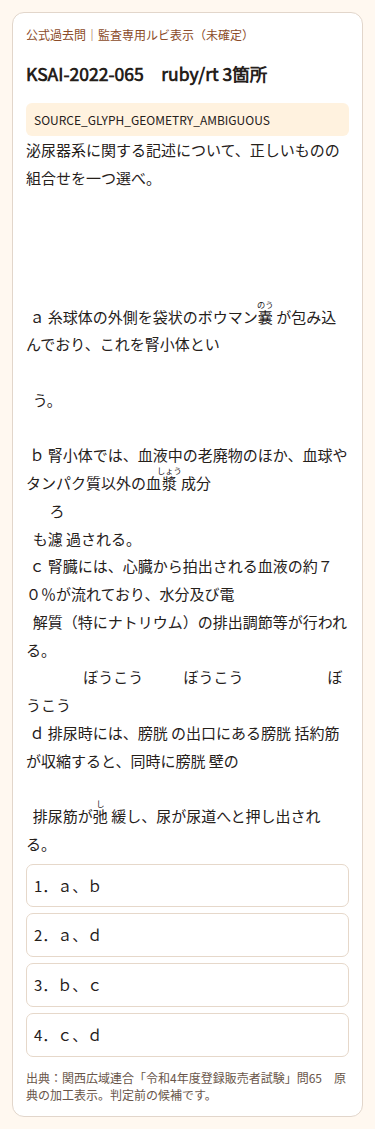 公式過去問｜監査専用ルビ表示（未確定）
KSAI-2022-065　ruby/rt 3箇所
SOURCE_GLYPH_GEOMETRY_AMBIGUOUS
泌尿器系に関する記述について、正しいものの
組合せを一つ選べ。
のう
ａ 糸球体の外側を袋状のボウマン嚢 が包み込
んでおり、これを腎小体とい
う。
ｂ 腎小体では、血液中の老廃物のほか、血球や
しょう
タンパク質以外の血漿 成分
ろ
も濾 過される。
ｃ 腎臓には、心臓から拍出される血液の約７
０％が流れており、水分及び電
解質（特にナトリウム）の排出調節等が行われ
る。
ぼうこう　　ぼうこう　　　　　ぼ
うこう
ｄ 排尿時には、膀胱 の出口にある膀胱 括約筋
が収縮すると、同時に膀胱 壁の
し
排尿筋が弛 緩し、尿が尿道へと押し出され
る。
1．ａ、ｂ
2．ａ、ｄ
3．ｂ、ｃ
4．ｃ、ｄ
出典：関西広域連合「令和4年度登録販売者試験」問65　原
典の加工表示。判定前の候補です。